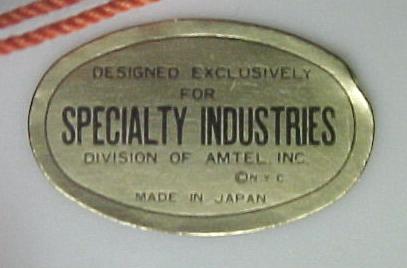 DESIGNED EXCLUSIVELY
FOR
SPECIALTY INDUSTRIES
DIVISION OF AMTEL, INC.
©N.Y.C
MADE IN JAPAN